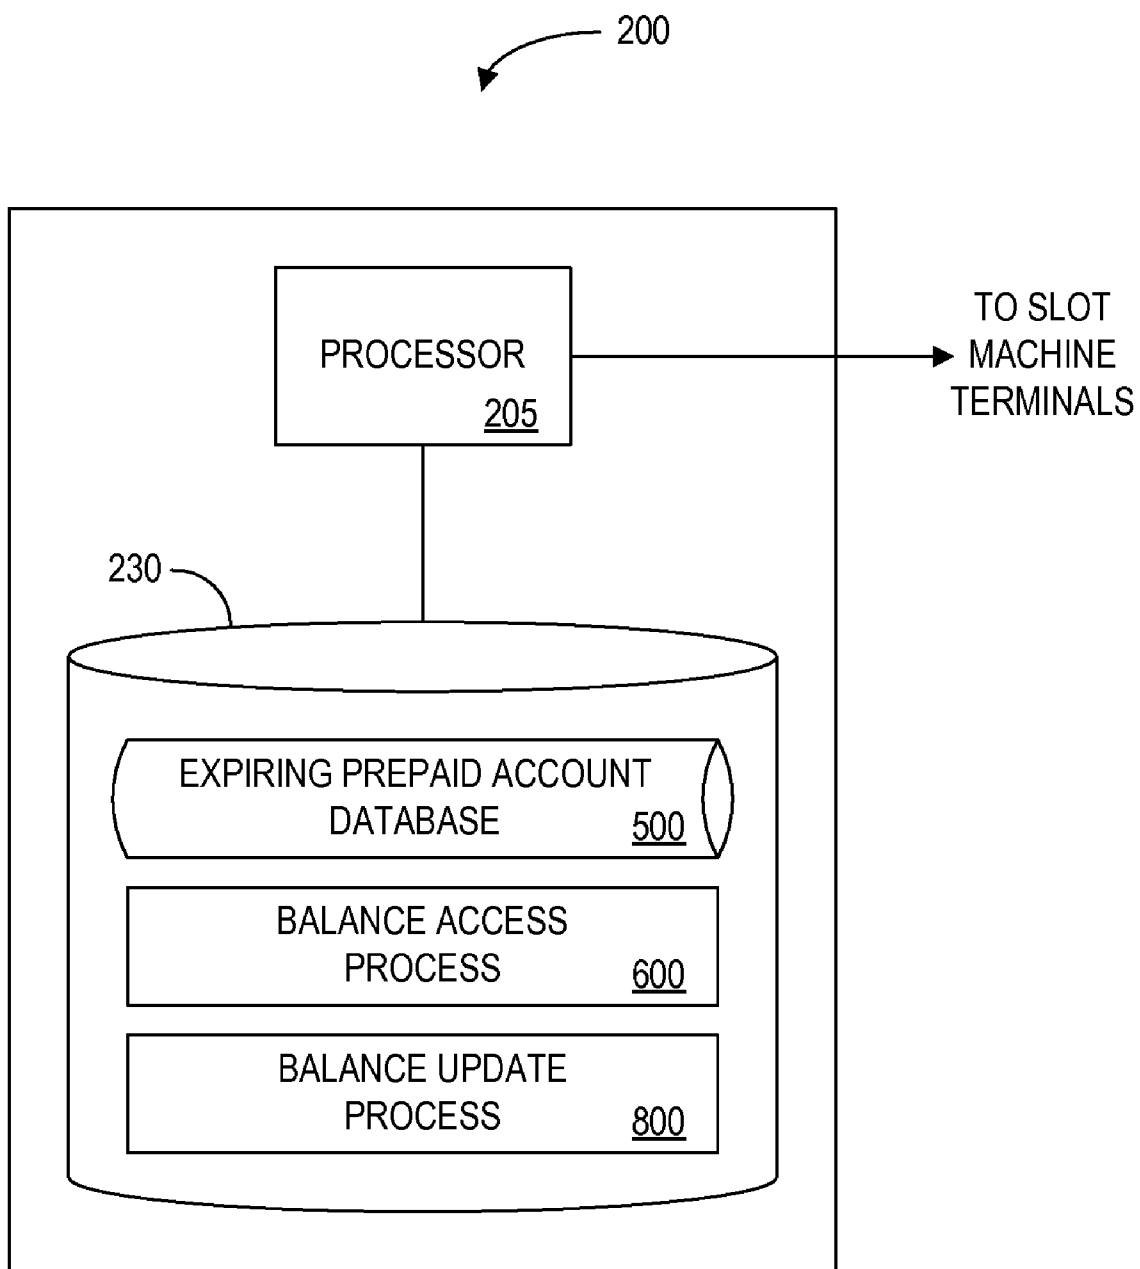 200
PROCESSOR
205
TO SLOT
MACHINE
TERMINALS
230
EXPIRING PREPAID ACCOUNT
DATABASE
500
BALANCE ACCESS
PROCESS
600
BALANCE UPDATE
PROCESS
800